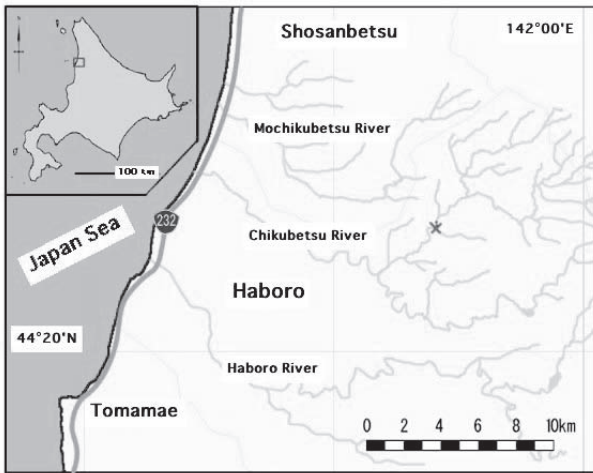 Shosanbetsu
142°00'E
Mochikubetsu River
100 km
232
Chikubetsu River
Japan Sea
Haboro
44°20'N
Haboro River
Tomamae
0 2 4 6 8 10km